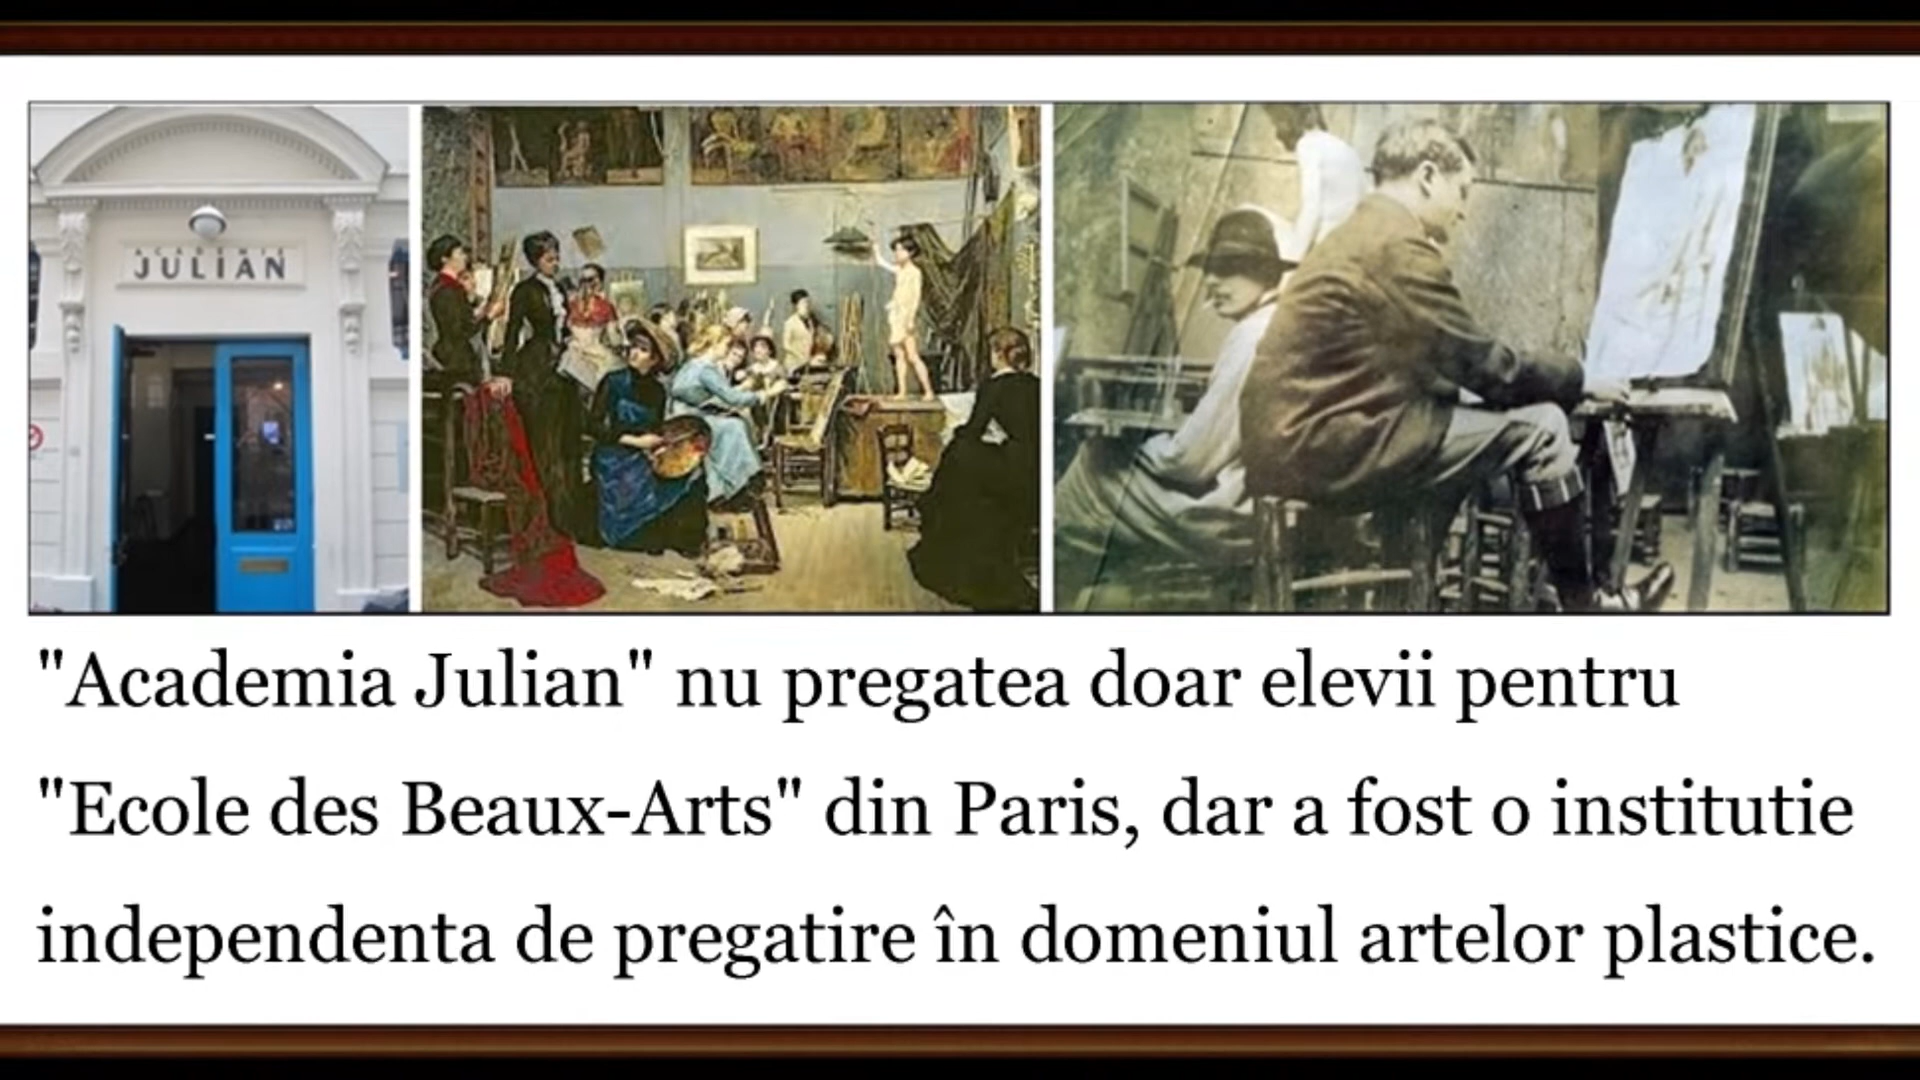 ACADEMIE
JULIAN
"Academia Julian" nu pregatea doar elevii pentru
"Ecole des Beaux-Arts" din Paris, dar a fost o institutie
independenta de pregatire în domeniul artelor plastice.